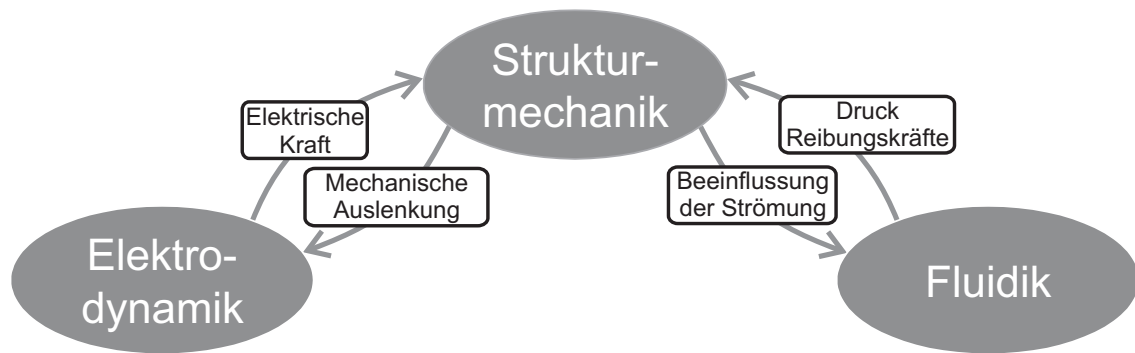 Struktur-
mechanik
Elektrische
Kraft
Druck
Reibungskräfte
Mechanische
Auslenkung
Beeinflussung
der Strömung
Elektro-
dynamik
Fluidik